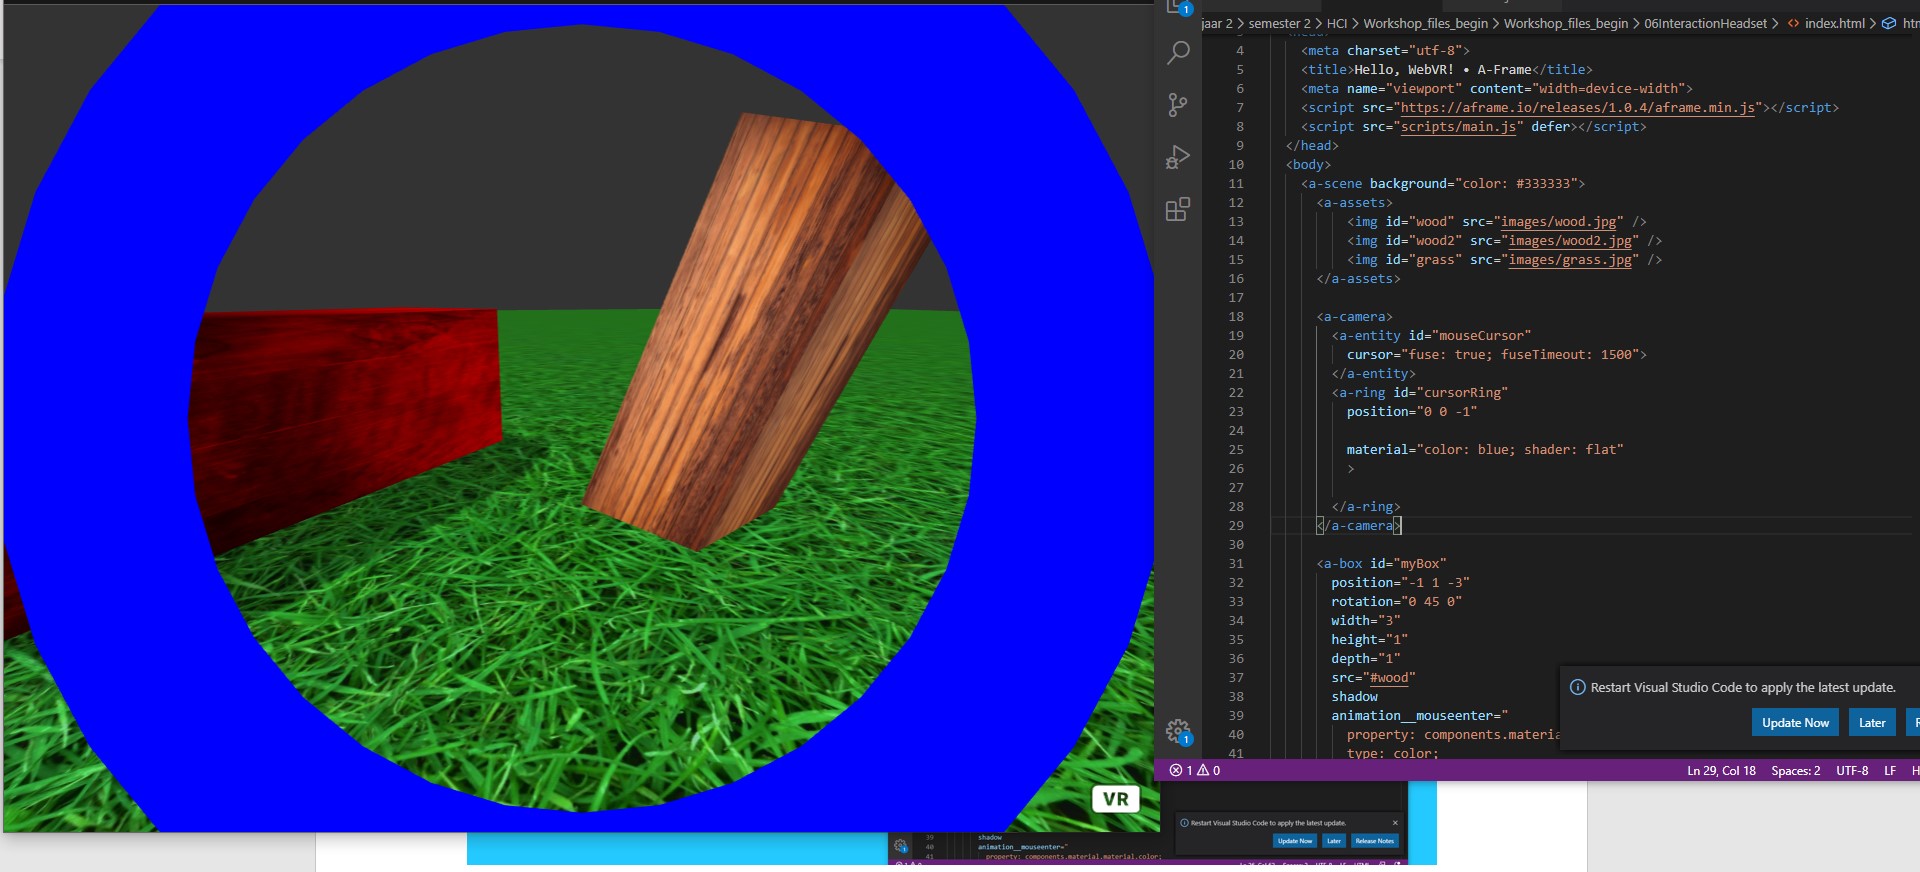 VR
1
jaar 2 > semester 2 > HCI > Workshop_files_begin > Workshop_files_begin > 06InteractionHeadset > <> index.html >
4 <meta charset="utf-8">
5 <title>Hello, WebVR! • A-Frame</title>
6 <meta name="viewport" content="width=device-width">
7 <script src="https://aframe.io/releases/1.0.4/aframe.min.js"></script>
8 <script src="scripts/main.js" defer></script>
9 </head>
10 <body>
11 <a-scene background="color: #333333">
12 <a-assets>
13 <img id="wood" src="images/wood.jpg" />
14 <img id="wood2" src="images/wood2.jpg" />
15 <img id="grass" src="images/grass.jpg" />
16 </a-assets>
17
18 <a-camera>
19 <a-entity id="mouseCursor"
20 cursor="fuse: true; fuseTimeout: 1500">
21 </a-entity>
22 <a-ring id="cursorRing"
23 position="0 0 -1"
24
25 material="color: blue; shader: flat"
26 >
27
28 </a-ring>
29 </a-camera>
30
31 <a-box id="myBox"
32 position="-1 1 -3"
33 rotation="0 45 0"
34 width="3"
35 height="1"
36 depth="1"
37 src="#wood"
38 shadow
39 animation__mouseenter="
40 property: components.materia
41 type: color;
Restart Visual Studio Code to apply the latest update.
Update Now Later R
1
1 0 Ln 29, Col 18 Spaces: 2 UTF-8 LF H
Restart Visual Studio Code to apply the latest update.
Update Now Later Release Notes
39 shadow
40 animation__mouseenter="
41 property: components.material.material.color;